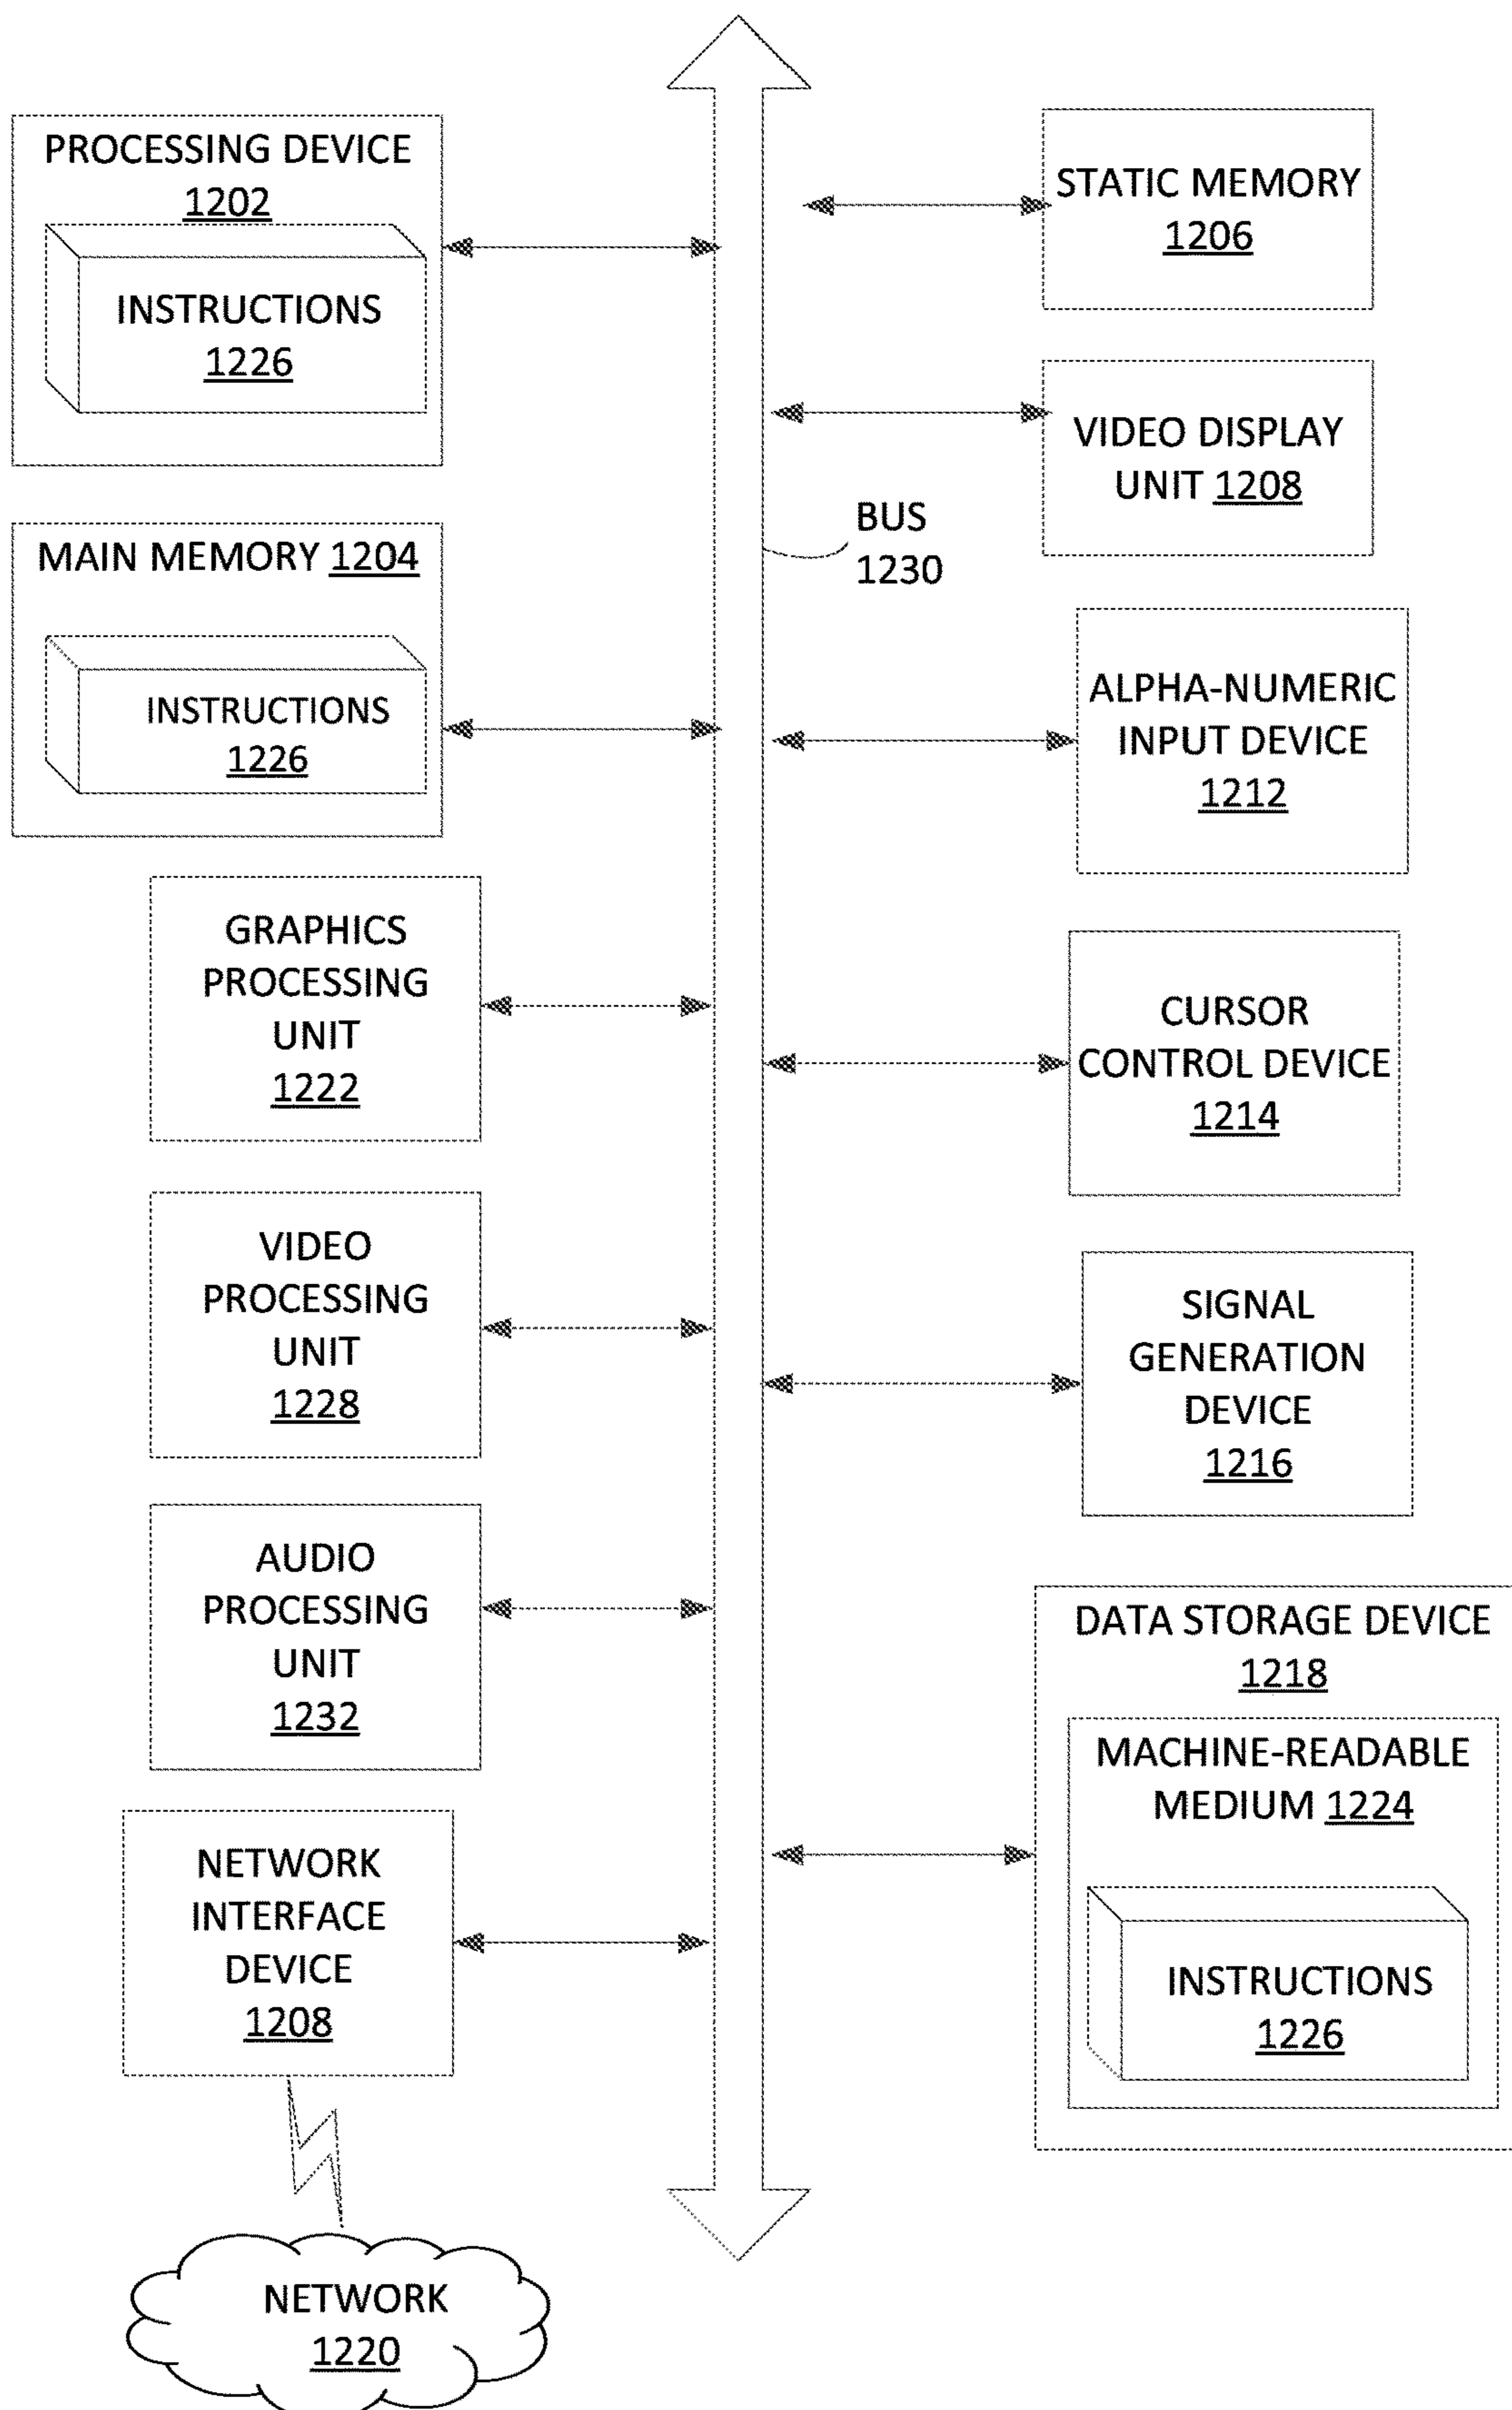 PROCESSING DEVICE
1202
INSTRUCTIONS
1226
MAIN MEMORY 1204
INSTRUCTIONS
1226
GRAPHICS
PROCESSING
UNIT
1222
VIDEO
PROCESSING
UNIT
1228
AUDIO
PROCESSING
UNIT
1232
NETWORK
INTERFACE
DEVICE
1208
NETWORK
1220
BUS
1230
STATIC MEMORY
1206
VIDEO DISPLAY
UNIT 1208
ALPHA-NUMERIC
INPUT DEVICE
1212
CURSOR
CONTROL DEVICE
1214
SIGNAL
GENERATION
DEVICE
1216
DATA STORAGE DEVICE
1218
MACHINE-READABLE
MEDIUM 1224
INSTRUCTIONS
1226